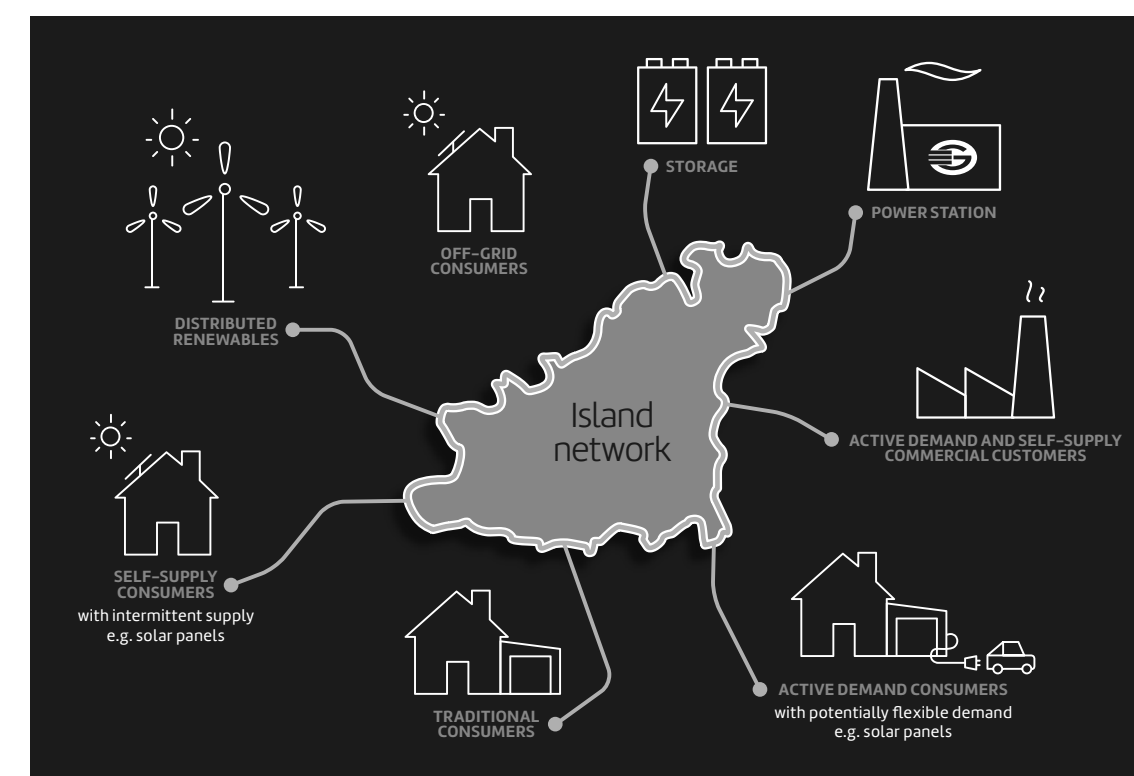 STORAGE
POWER STATION
OFF-GRID
CONSUMERS
DISTRIBUTED
RENEWABLES
Island
network
ACTIVE DEMAND AND SELF-SUPPLY
COMMERCIAL CUSTOMERS
SELF-SUPPLY
CONSUMERS
with intermittent supply
e.g. solar panels
TRADITIONAL
CONSUMERS
ACTIVE DEMAND CONSUMERS
with potentially flexible demand
e.g. solar panels